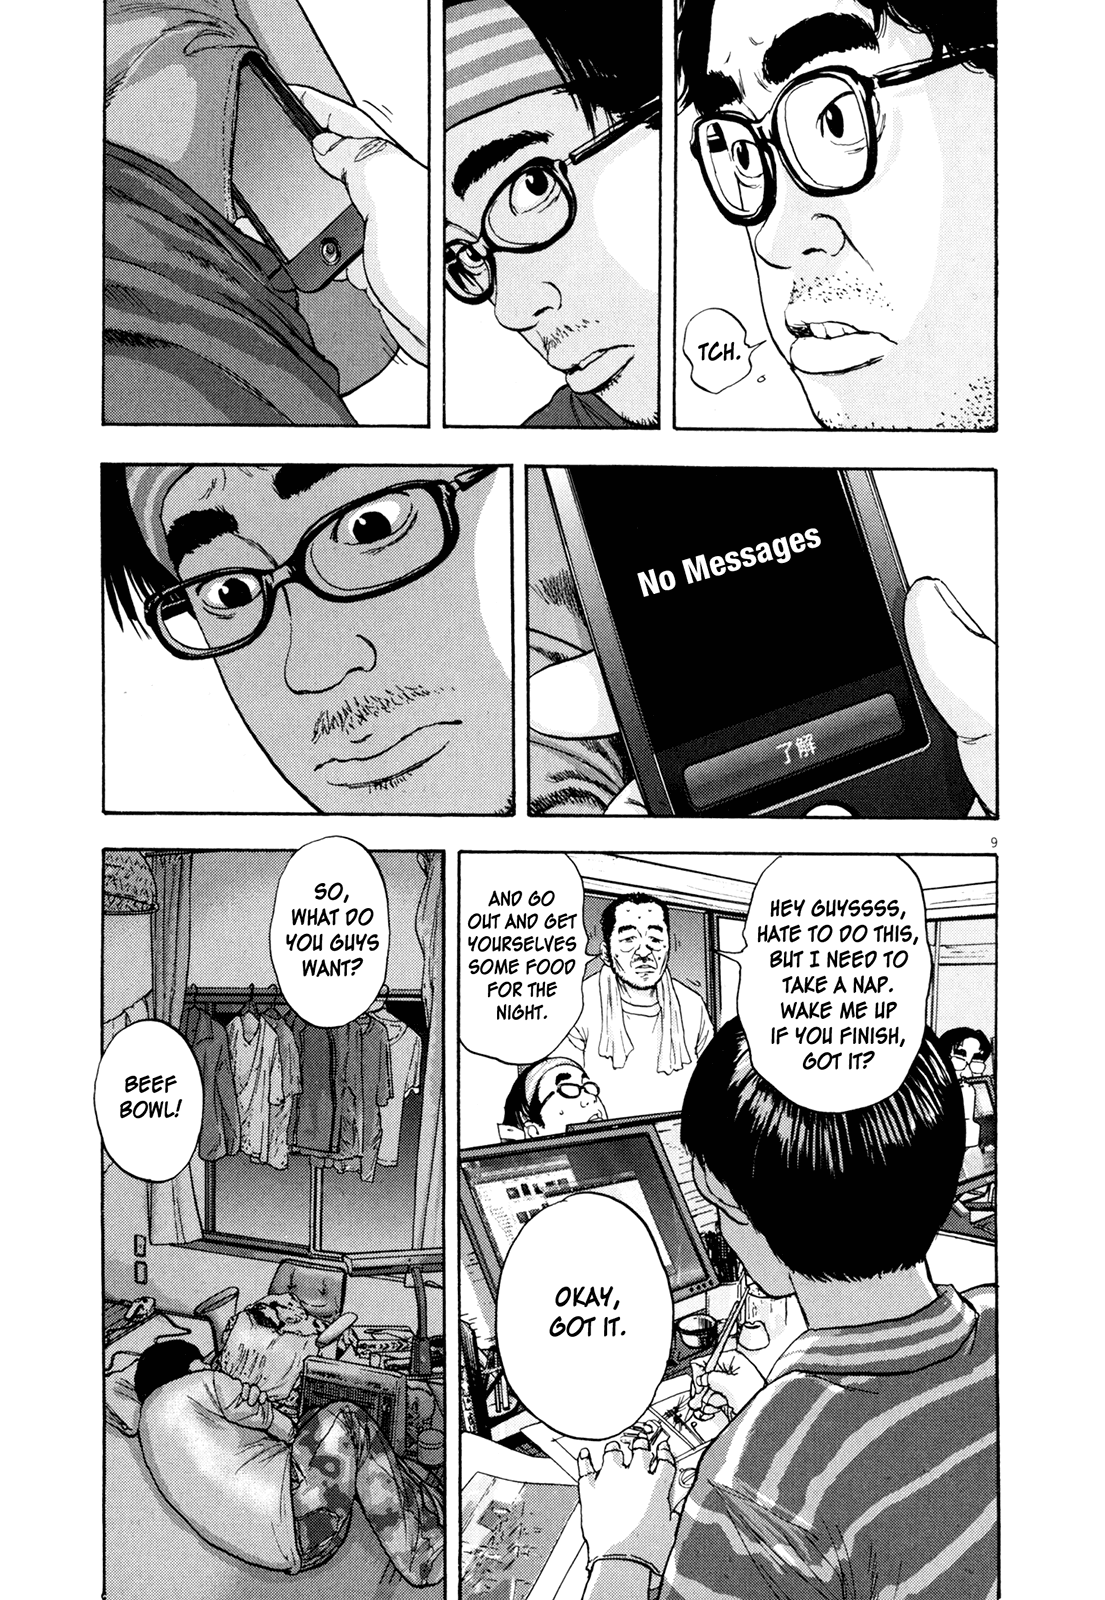 TCH.
No Messages
了解
9
HEY GUYSSSS,
HATE TO DO THIS,
BUT I NEED TO
TAKE A NAP.
WAKE ME UP
IF YOU FINISH,
GOT IT?
AND GO
OUT AND GET
YOURSELVES
SOME FOOD
FOR THE
NIGHT.
OKAY,
GOT IT.
SO,
WHAT DO
YOU GUYS
WANT?
BEEF
BOWL!